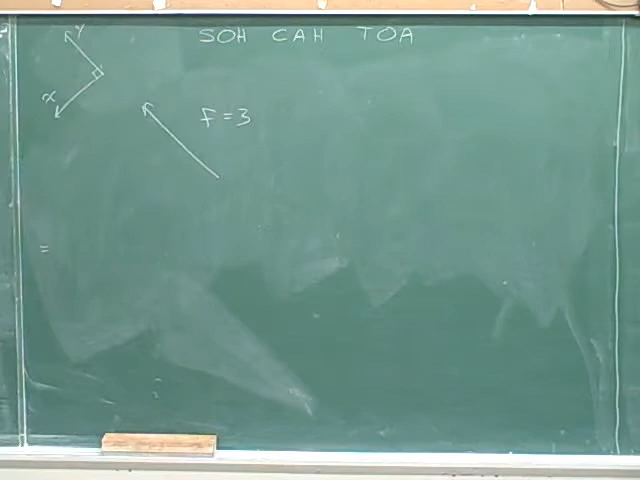 SOH CAH TOA
Y
x
F = 3
=